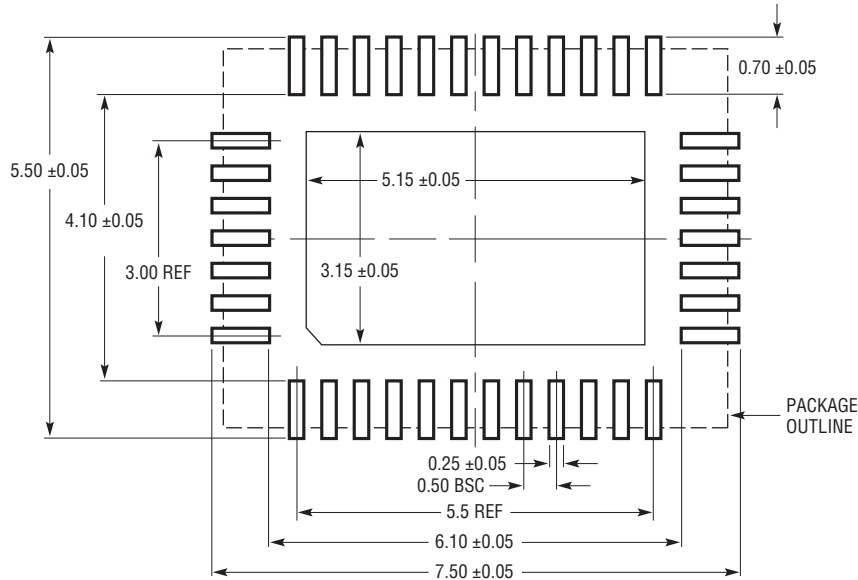 0.70 ±0.05
5.50 ±0.05
5.15 ±0.05
4.10 ±0.05
3.00 REF
3.15 ±0.05
PACKAGE
OUTLINE
0.25 ±0.05
0.50 BSC
5.5 REF
6.10 ±0.05
7.50 ±0.05